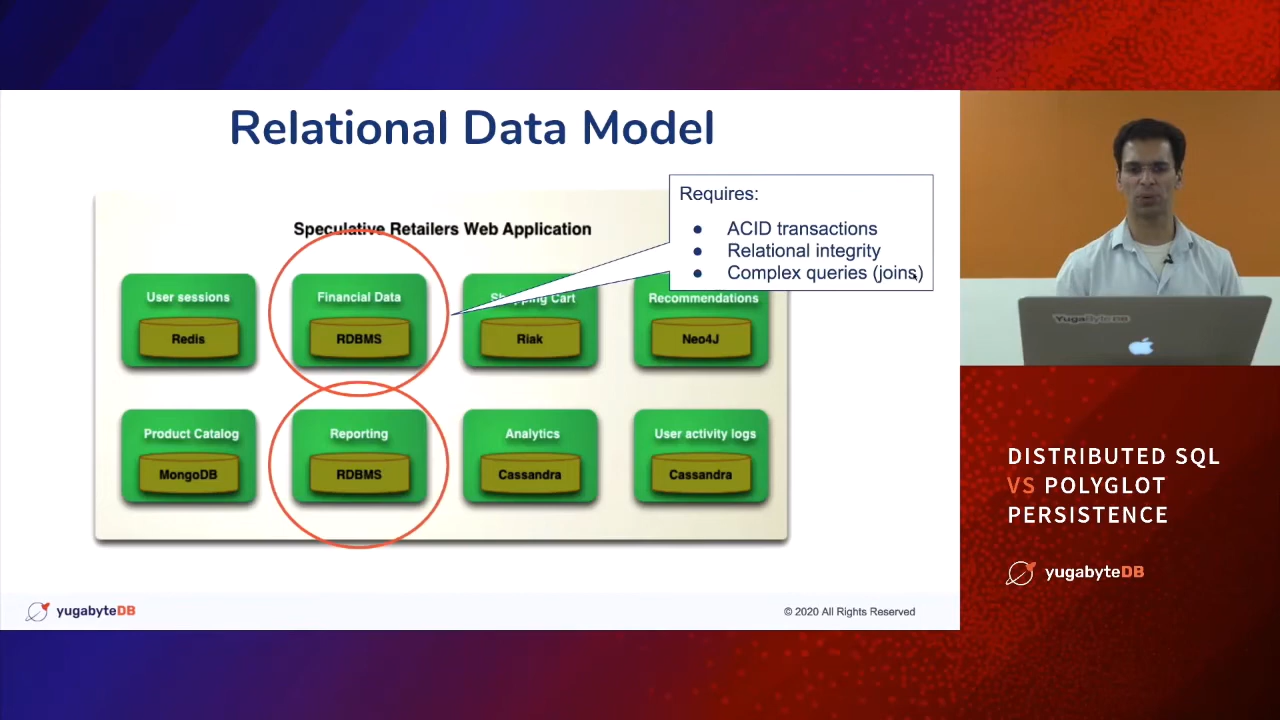 Relational Data Model
Requires:
● ACID transactions
● Relational integrity
● Complex queries (joins)
Speculative Retailers Web Application
User sessions
Redis
Financial Data
RDBMS
Shopping Cart
Riak
Recommendations
Neo4J
Product Catalog
MongoDB
Reporting
RDBMS
Analytics
Cassandra
User activity logs
Cassandra
yugabyteDB
© 2020 All Rights Reserved
YugaByteDB
DISTRIBUTED SQL
VS POLYGLOT
PERSISTENCE
yugabyteDB